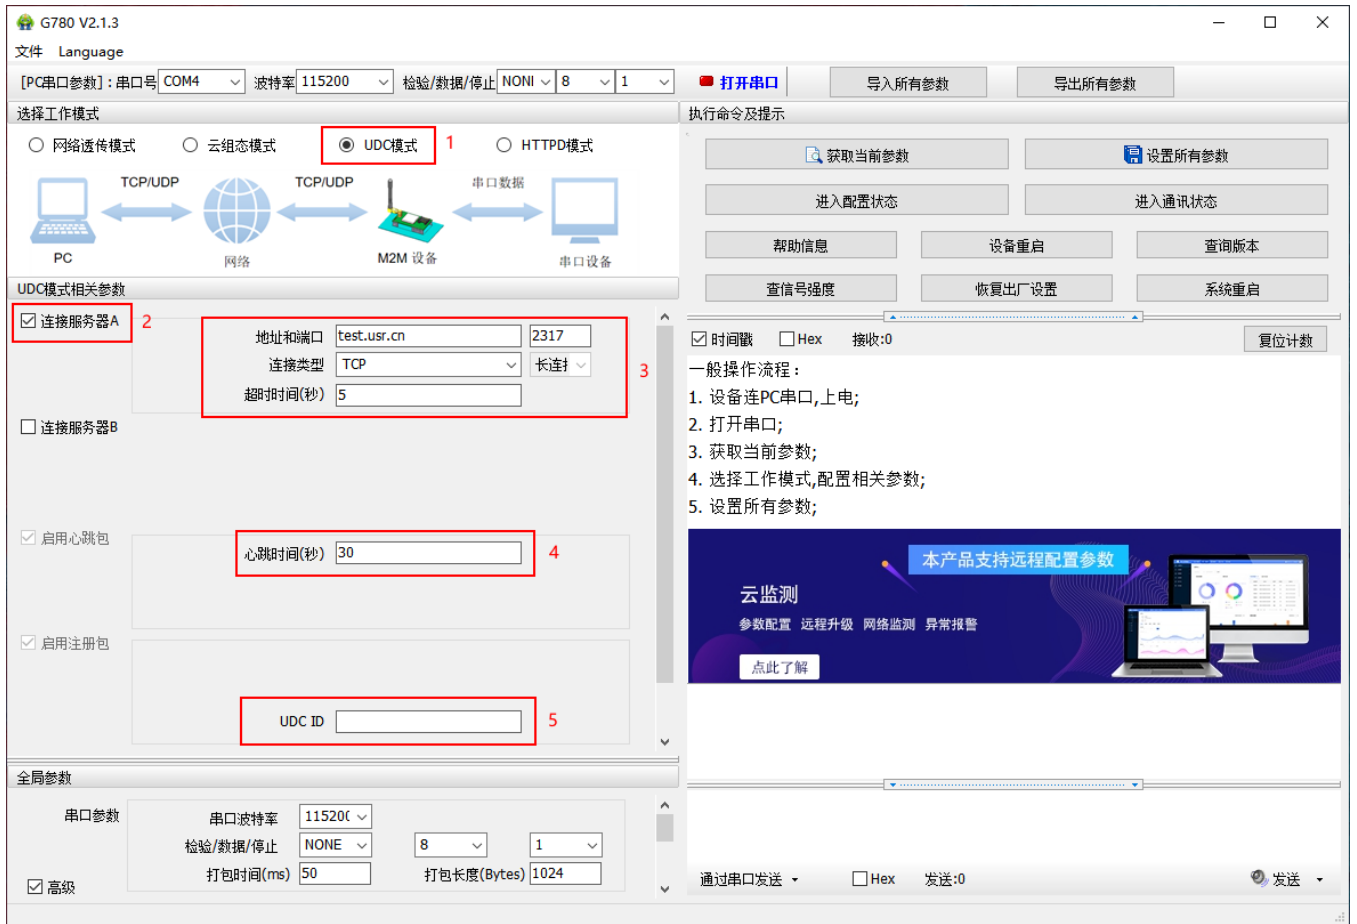 G780 V2.1.3
文件 Language
[PC串口参数]：串口号 COM4 波特率 115200 检验/数据/停止 NONI 8 1 打开串口 导入所有参数 导出所有参数
选择工作模式
网络透传模式 云组态模式 UDC模式 1 HTTPD模式
TCP/UDP TCP/UDP 串口数据
PC 网络 M2M 设备 串口设备
UDC模式相关参数
连接服务器A 2
地址和端口 test.usr.cn 2317
连接类型 TCP 长连接 3
超时时间(秒) 5
连接服务器B
启用心跳包
心跳时间(秒) 30 4
启用注册包
UDC ID 5
全局参数
串口参数 串口波特率 115200
检验/数据/停止 NONE 8 1
打包时间(ms) 50 打包长度(Bytes) 1024
高级
执行命令及提示
获取当前参数 设置所有参数
进入配置状态 进入通讯状态
帮助信息 设备重启 查询版本
查信号强度 恢复出厂设置 系统重启
时间戳 Hex 接收:0 复位计数
一般操作流程：
1. 设备连PC串口,上电;
2. 打开串口;
3. 获取当前参数;
4. 选择工作模式,配置相关参数;
5. 设置所有参数;
本产品支持远程配置参数
云监测
参数配置 远程升级 网络监测 异常报警
点此了解
通过串口发送 Hex 发送:0 发送